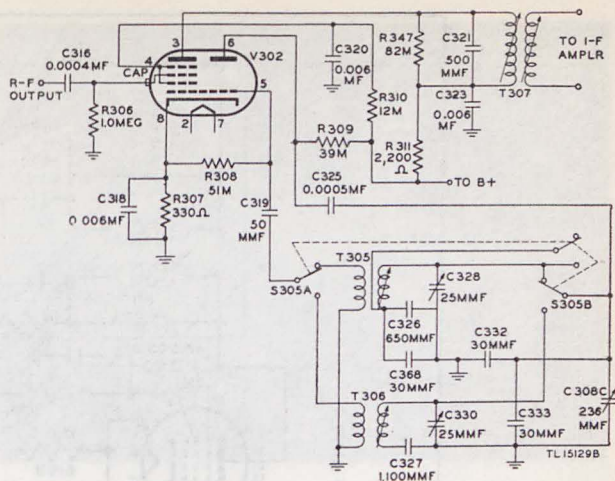 C316
0.0004MF
R-F
OUTPUT
R306
1.0MEG
CAP
4
3
6
V302
5
8
2
7
C320
0.006
MF
R347
82M
C321
500
MMF
T307
TO I-F
AMPLR
C323
0.006
MF
R310
12M
R309
39M
R311
2,200
Ω
TO B+
R308
51M
C325
0.0005MF
C318
0.006MF
R307
330Ω
C319
50
MMF
S305A
T305
C328
25MMF
S305B
C326
650MMF
C332
30MMF
C368
30MMF
T306
C330
25MMF
C333
30MMF
C308C
236
MMF
C327
1,100MMF
TL15129B